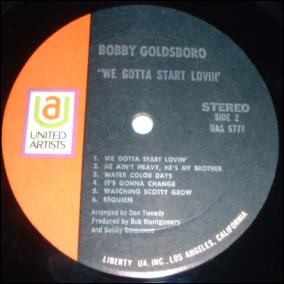 BOBBY GOLDSBORO
"WE GOTTA START LOVIN'
UA
UNITED
ARTISTS
STEREO
SIDE 2
UAS 6777
1. WE GOTTA START LOVIN'
2. HE AIN'T HEAVY, HE'S MY BROTHER
3. WATER COLOR DAYS
4. IT'S GONNA CHANGE
5. WATCHING SCOTTY GROW
6. REQUIEM
Arranged by Don Tweedy
Produced by Bob Montgomery
and Bobby Goldsboro
LIBERTY UA, INC., LOS ANGELES, CALIFORNIA